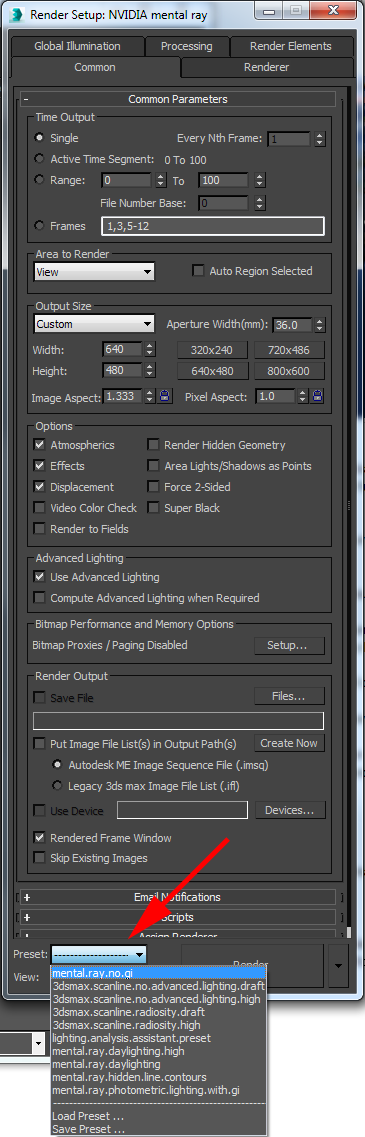 Render Setup: NVIDIA mental ray
Global Illumination Processing Render Elements
Common Renderer
- Common Parameters
Time Output
Single Every Nth Frame: 1
Active Time Segment: 0 To 100
Range: 0 To 100
File Number Base: 0
Frames 1,3,5-12
Area to Render
View Auto Region Selected
Output Size
Custom Aperture Width(mm): 36.0
Width: 640 320x240 720x486
Height: 480 640x480 800x600
Image Aspect: 1.333 Pixel Aspect: 1.0
Options
Atmospherics Render Hidden Geometry
Effects Area Lights/Shadows as Points
Displacement Force 2-Sided
Video Color Check Super Black
Render to Fields
Advanced Lighting
Use Advanced Lighting
Compute Advanced Lighting when Required
Bitmap Performance and Memory Options
Bitmap Proxies / Paging Disabled Setup...
Render Output
Save File Files...
Put Image File List(s) in Output Path(s) Create Now
Autodesk ME Image Sequence File (.imsq)
Legacy 3ds max Image File List (.ifl)
Use Device Devices...
Rendered Frame Window
Skip Existing Images
+ Email Notifications
+ Scripts
+ Assign Renderer
Preset: -------------------- Render
View:
mental.ray.no.gi
3dsmax.scanline.no.advanced.lighting.draft
3dsmax.scanline.no.advanced.lighting.high
3dsmax.scanline.radiosity.draft
3dsmax.scanline.radiosity.high
lighting.analysis.assistant.preset
mental.ray.daylighting.high
mental.ray.daylighting
mental.ray.hidden.line.contours
mental.ray.photometric.lighting.with.gi
Load Preset ...
Save Preset ...